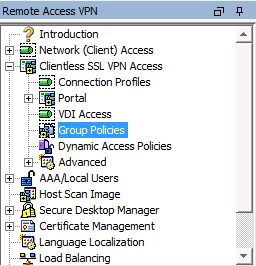 Remote Access VPN
Introduction
Network (Client) Access
Clientless SSL VPN Access
Connection Profiles
Portal
VDI Access
Group Policies
Dynamic Access Policies
Advanced
AAA/Local Users
Host Scan Image
Secure Desktop Manager
Certificate Management
Language Localization
Load Balancing